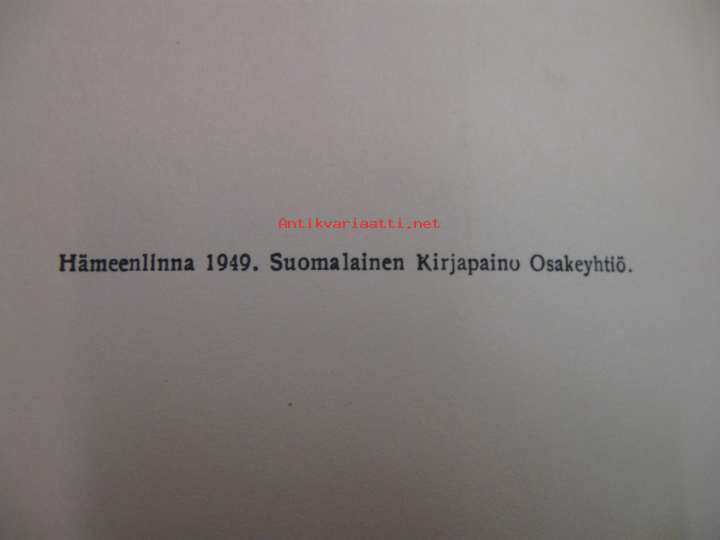 Antikvariaatti.net
Hämeenlinna 1949. Suomalainen Kirjapaino Osakeyhtiö.